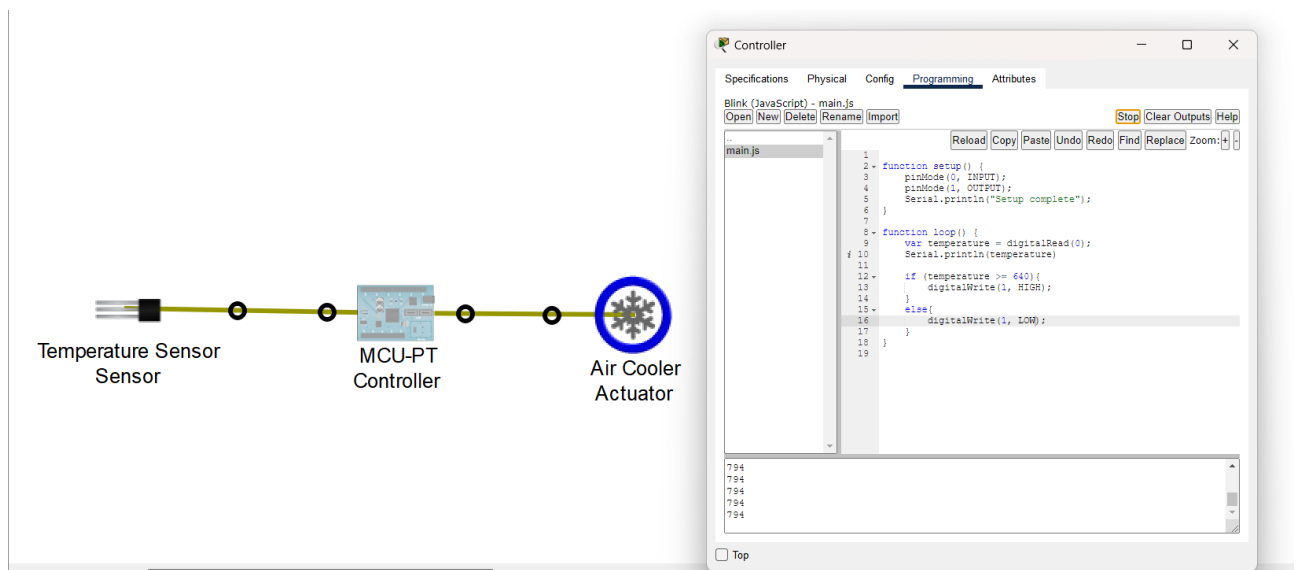 Temperature Sensor
Sensor
MCU-PT
Controller
Air Cooler
Actuator
Controller
Specifications Physical Config Programming Attributes
Blink (JavaScript) - main.js
Open New Delete Rename Import Stop Clear Outputs Help
Reload Copy Paste Undo Redo Find Replace Zoom: + -
..
main.js
1
2 function setup() {
3     pinMode(0, INPUT);
4     pinMode(1, OUTPUT);
5     Serial.println("Setup complete");
6 }
7
8 function loop() {
9     var temperature = digitalRead(0);
i 10     Serial.println(temperature)
11
12     if (temperature >= 640){
13         digitalWrite(1, HIGH);
14     }
15     else{
16         digitalWrite(1, LOW);
17     }
18 }
19
794
794
794
794
794
Top